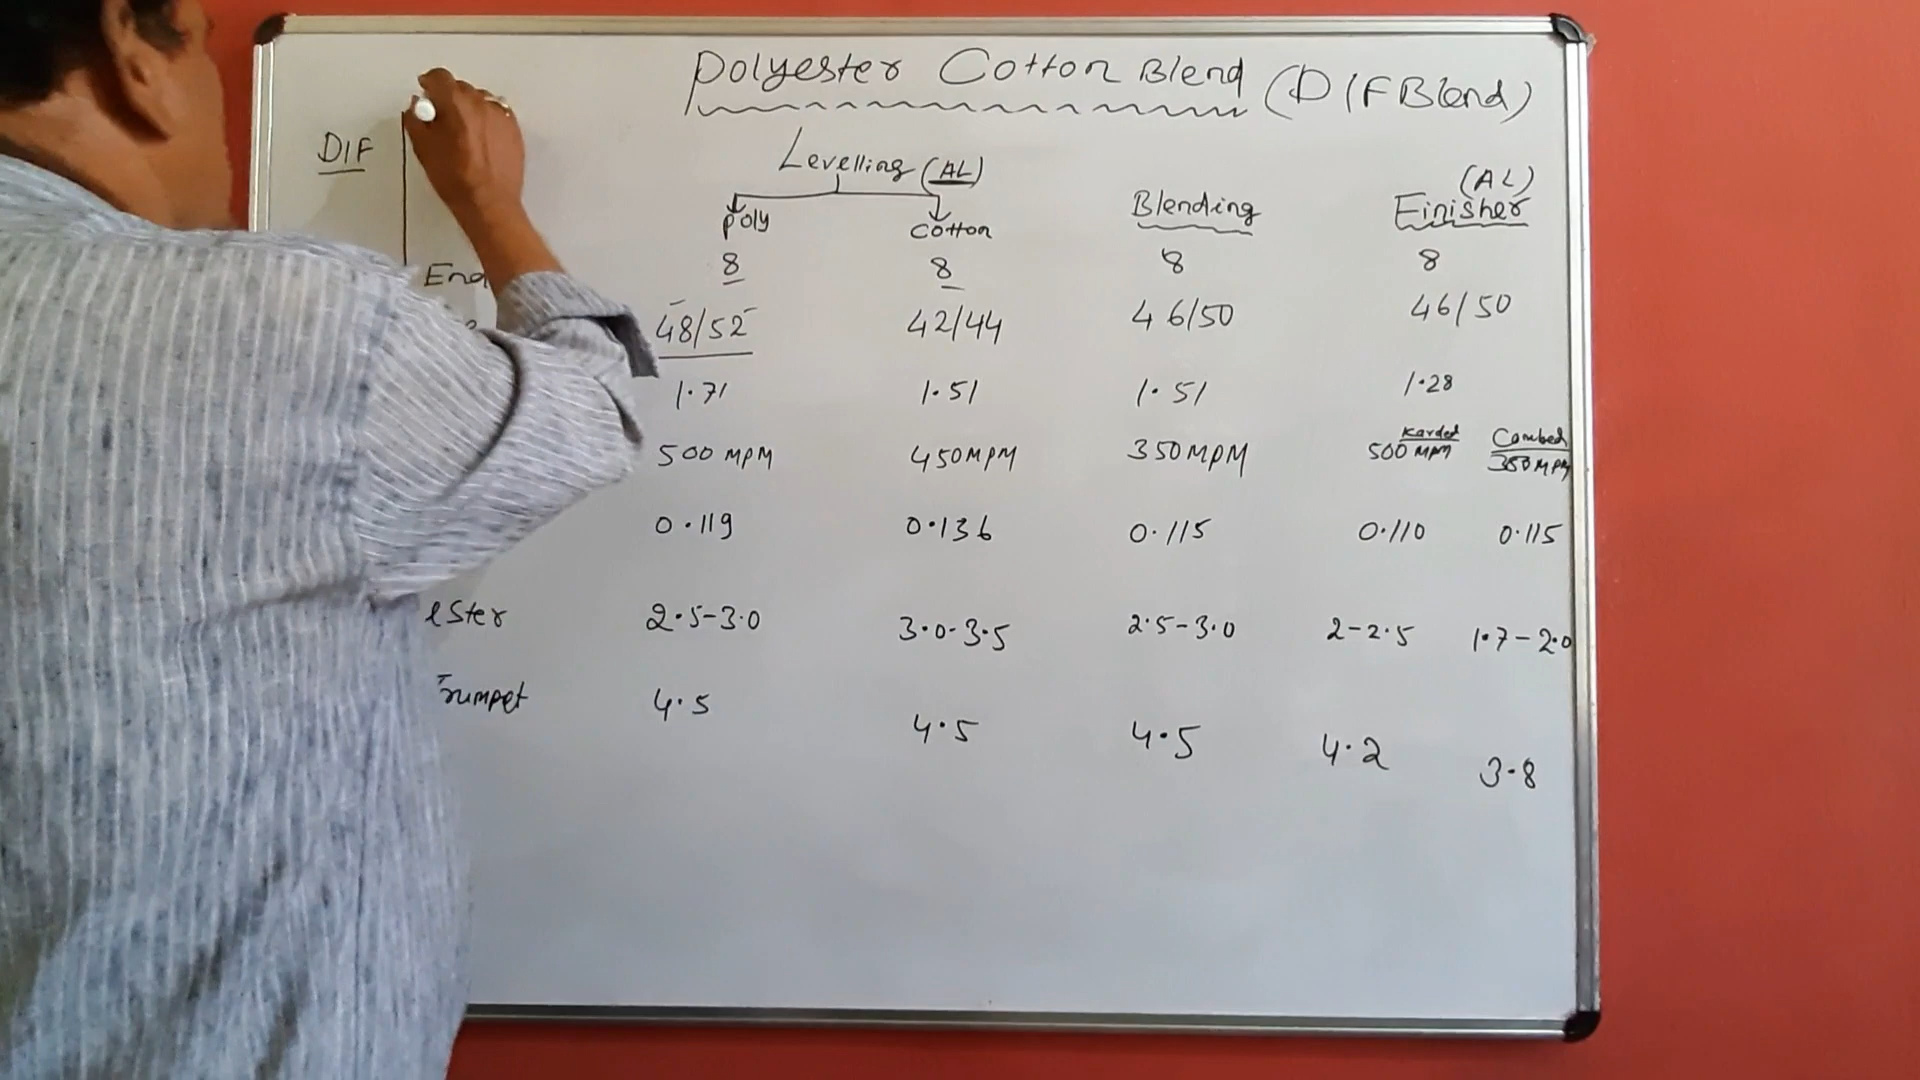 Polyester Cotton Blend (D/F Blend)
D/F
Levelling (AL)
(AL)
Poly Cotton Blending Finisher
8 8 8 8
48/52 42/44 46/50 46/50
1.71 1.51 1.51 1.28
Karded Combed
500 MPM 450MPM 350MPM 500 MPM 350 MPM
0.119 0.136 0.115 0.110 0.115
2.5-3.0 3.0-3.5 2.5-3.0 2-2.5 1.7-2.0
Trumpet 4.5 4.5 4.5 4.2 3.8